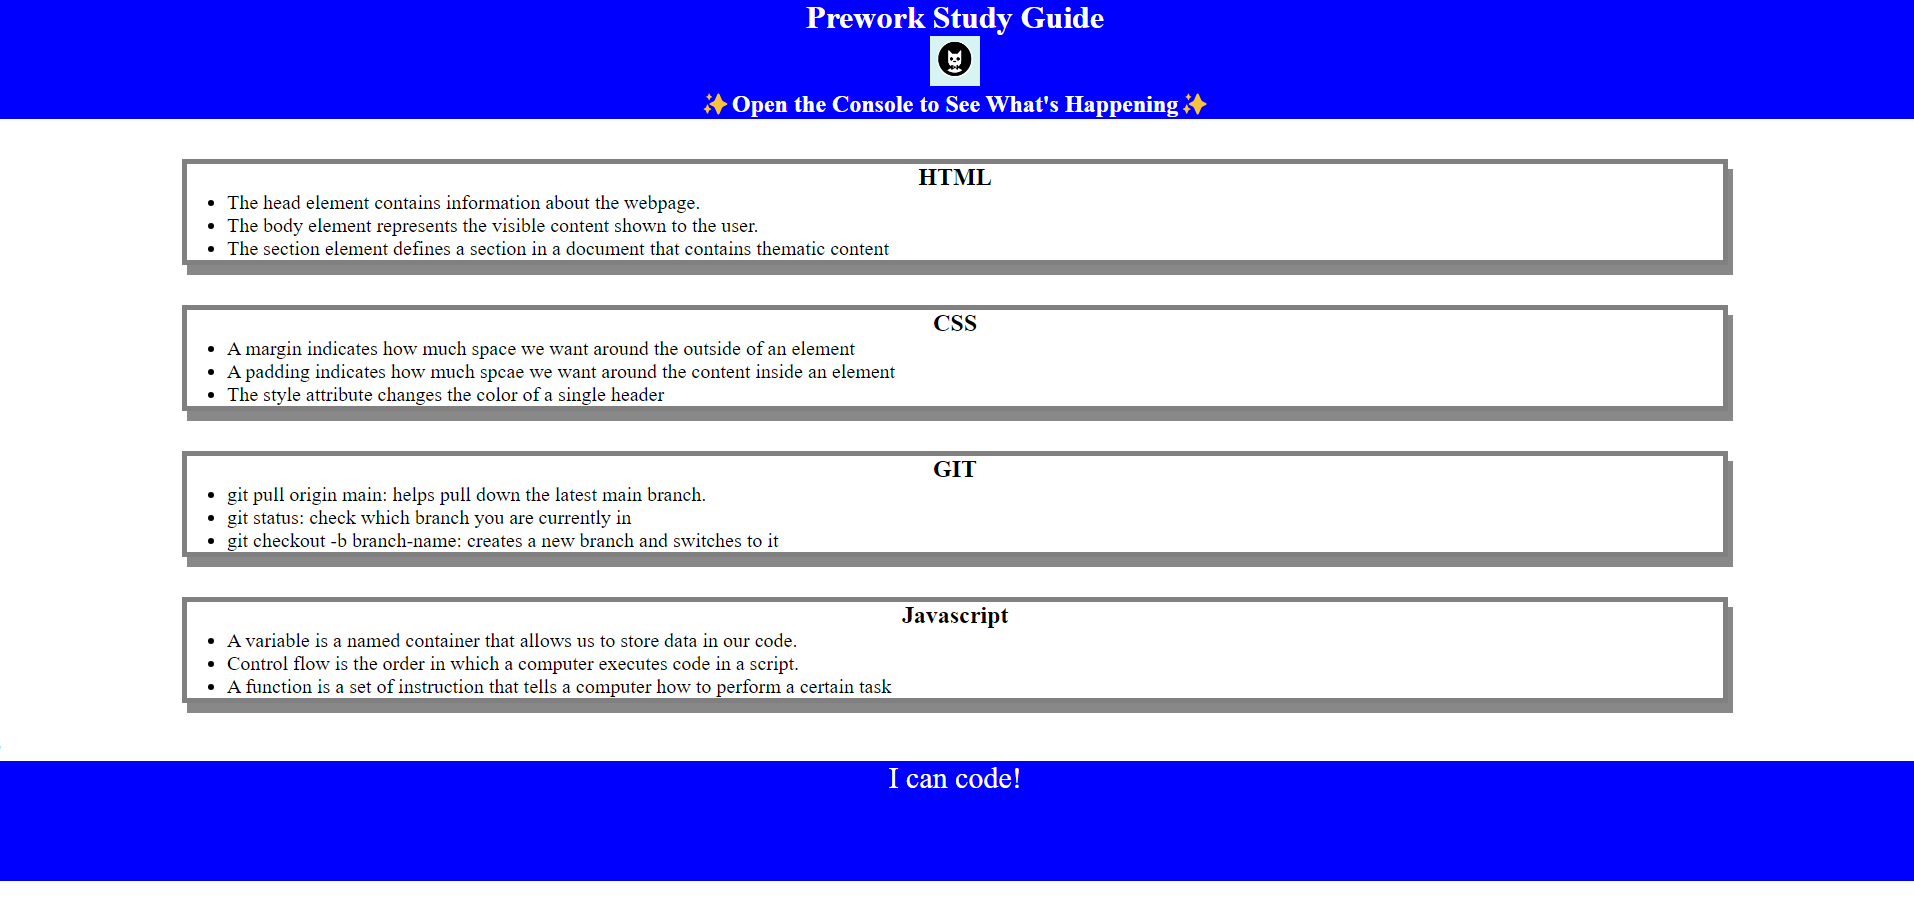 Prework Study Guide
✨Open the Console to See What's Happening✨
HTML
• The head element contains information about the webpage.
• The body element represents the visible content shown to the user.
• The section element defines a section in a document that contains thematic content
CSS
• A margin indicates how much space we want around the outside of an element
• A padding indicates how much spcae we want around the content inside an element
• The style attribute changes the color of a single header
GIT
• git pull origin main: helps pull down the latest main branch.
• git status: check which branch you are currently in
• git checkout -b branch-name: creates a new branch and switches to it
Javascript
• A variable is a named container that allows us to store data in our code.
• Control flow is the order in which a computer executes code in a script.
• A function is a set of instruction that tells a computer how to perform a certain task
I can code!